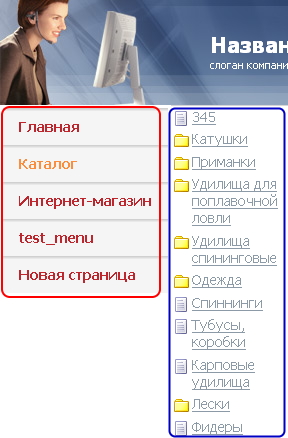 Назван
слоган компани
Главная
Каталог
Интернет-магазин
test_menu
Новая страница
345
Катушки
Приманки
Удилища для
поплавочной
ловли
Удилища
спининговые
Одежда
Спиннинги
Тубусы,
коробки
Карповые
удилища
Лески
Фидеры